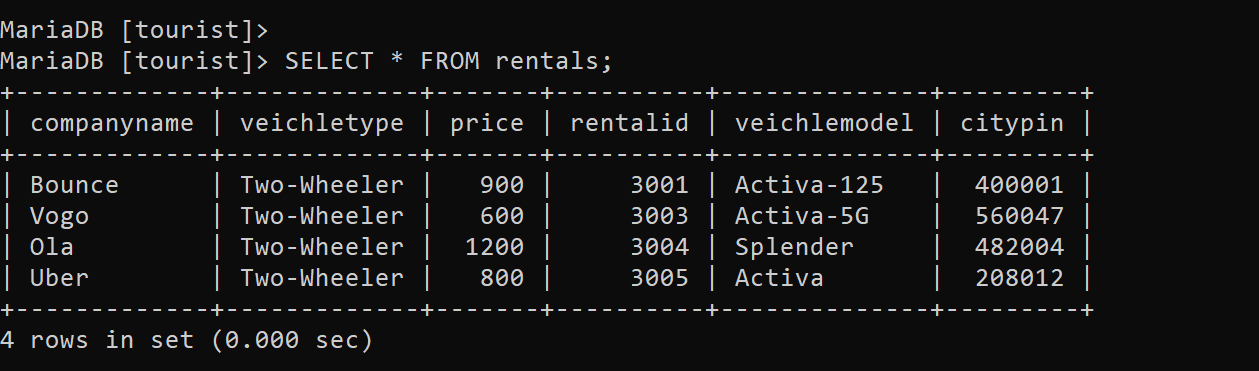 MariaDB [tourist]>
MariaDB [tourist]> SELECT * FROM rentals;
+-------------+-------------+-------+----------+--------------+---------+
| companyname | veichletype | price | rentalid | veichlemodel | citypin |
+-------------+-------------+-------+----------+--------------+---------+
| Bounce      | Two-Wheeler |   900 |     3001 | Activa-125   |  400001 |
| Vogo        | Two-Wheeler |   600 |     3003 | Activa-5G    |  560047 |
| Ola         | Two-Wheeler |  1200 |     3004 | Splender     |  482004 |
| Uber        | Two-Wheeler |   800 |     3005 | Activa       |  208012 |
+-------------+-------------+-------+----------+--------------+---------+
4 rows in set (0.000 sec)